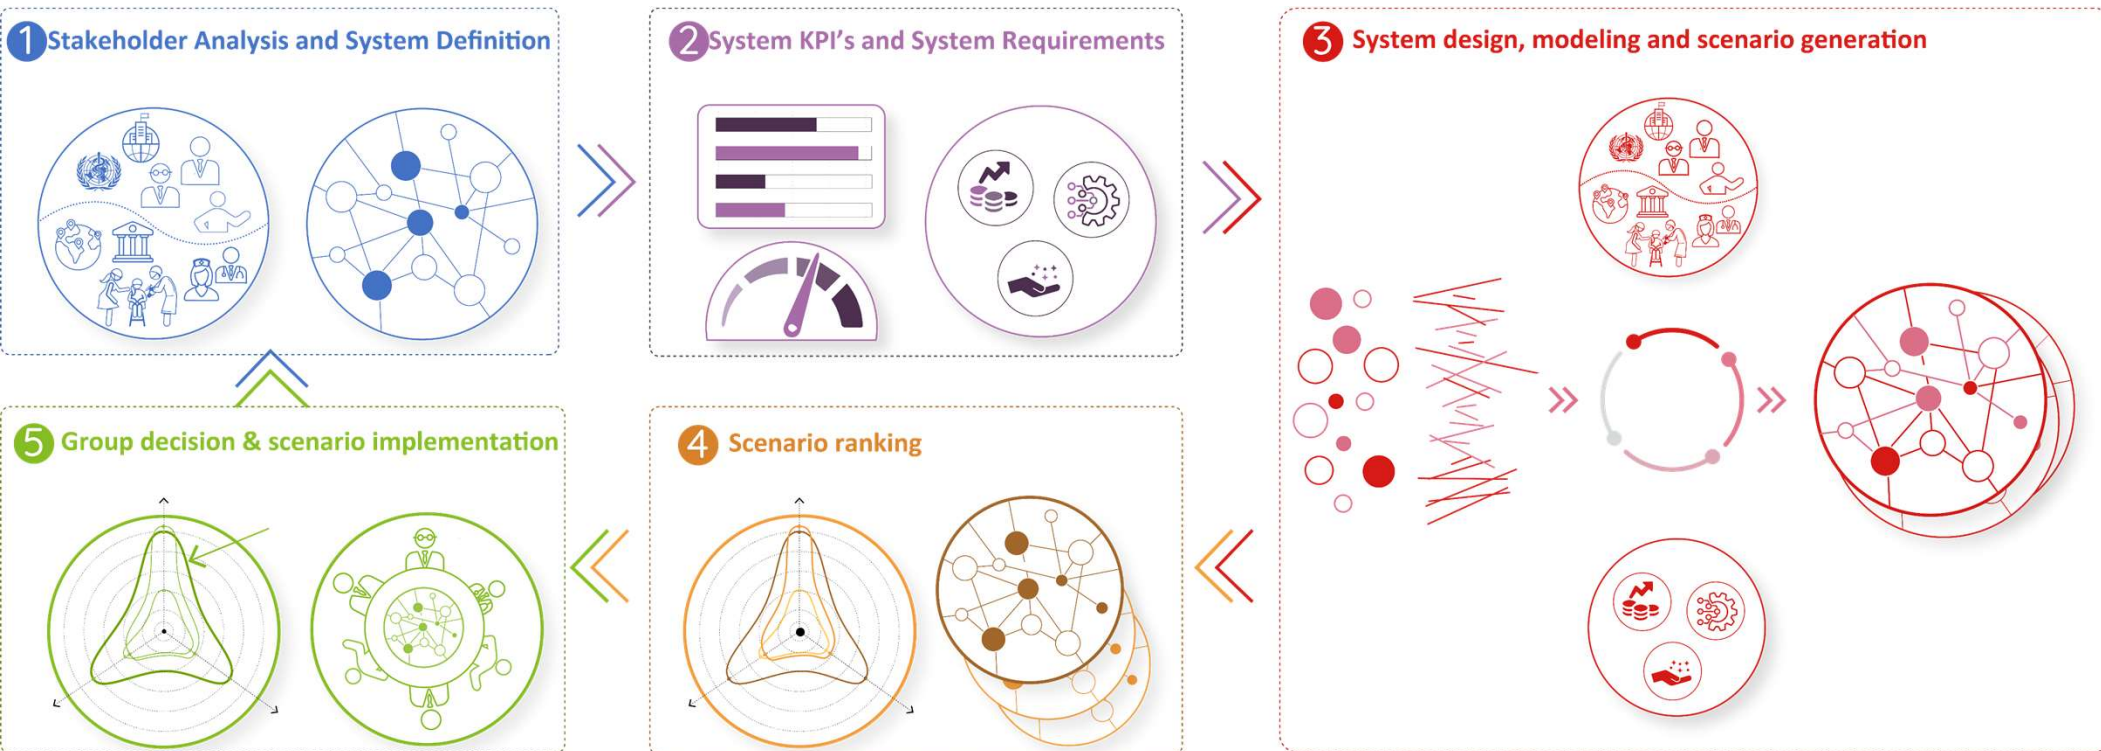 1 Stakeholder Analysis and System Definition
2 System KPI's and System Requirements
3 System design, modeling and scenario generation
5 Group decision & scenario implementation
4 Scenario ranking